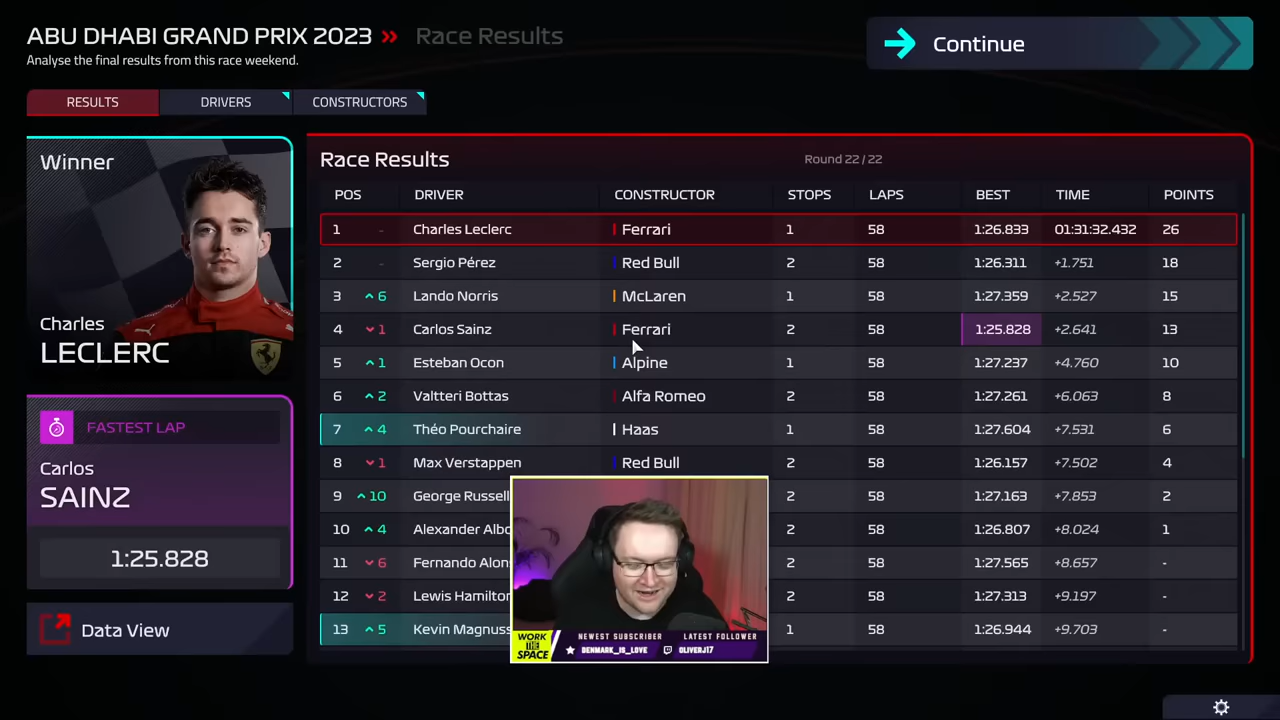 ABU DHABI GRAND PRIX 2023 » Race Results
Analyse the final results from this race weekend.
Continue
RESULTS DRIVERS CONSTRUCTORS
Winner
Charles
LECLERC
FASTEST LAP
Carlos
SAINZ
1:25.828
Data View
Race Results Round 22 / 22
POS DRIVER CONSTRUCTOR STOPS LAPS BEST TIME POINTS
1 - Charles Leclerc Ferrari 1 58 1:26.833 01:31:32.432 26
2 - Sergio Pérez Red Bull 2 58 1:26.311 +1.751 18
3 6 Lando Norris McLaren 1 58 1:27.359 +2.527 15
4 1 Carlos Sainz Ferrari 2 58 1:25.828 +2.641 13
5 1 Esteban Ocon Alpine 1 58 1:27.237 +4.760 10
6 2 Valtteri Bottas Alfa Romeo 2 58 1:27.261 +6.063 8
7 4 Théo Pourchaire Haas 1 58 1:27.604 +7.531 6
8 1 Max Verstappen Red Bull 2 58 1:26.157 +7.502 4
9 10 George Russell 2 58 1:27.163 +7.853 2
10 4 Alexander Albo 2 58 1:26.807 +8.024 1
11 6 Fernando Alon 2 58 1:27.565 +8.657 -
12 2 Lewis Hamilton 2 58 1:27.313 +9.197 -
13 5 Kevin Magnuss 1 58 1:26.944 +9.703 -
WORK
THE
SPACE
NEWEST SUBSCRIBER LATEST FOLLOWER
DENMARK_IS_LOVE OLIVERJ17